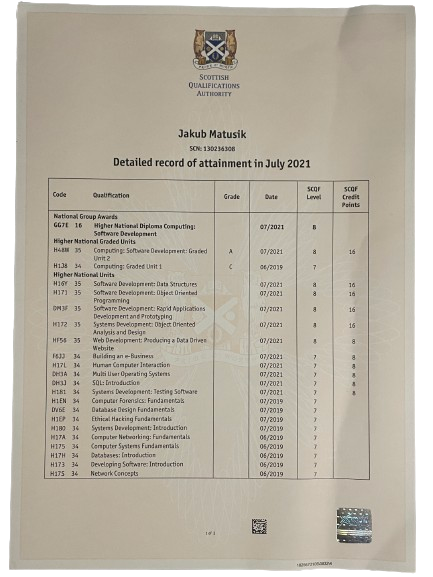 SCOTTISH
QUALIFICATIONS
AUTHORITY
Jakub Matusik
SCN: 130236308
Detailed record of attainment in July 2021
Code Qualification Grade Date SCQF Level SCQF Credit Points
National Group Awards
GG7E 16 Higher National Diploma Computing: 07/2021 8
Software Development
Higher National Graded Units
H48W 35 Computing: Software Development: Graded A 07/2021 8 16
Unit 2
H1J8 34 Computing: Graded Unit 1 C 06/2019 7
Higher National Units
H16Y 35 Software Development: Data Structures 07/2021 8 16
H171 35 Software Development: Object Oriented 07/2021 8 16
Programming
DM3F 35 Software Development: Rapid Applications 07/2021 8 16
Development and Prototyping
H172 35 Systems Development: Object Oriented 07/2021 8 16
Analysis and Design
HF56 35 Web Development: Producing a Data Driven 07/2021 8 8
Website
F6JJ 34 Building an e-Business 07/2021 7 8
H17L 34 Human Computer Interaction 07/2021 7 8
DH3A 34 Multi User Operating Systems 07/2021 7 8
DH3J 34 SQL: Introduction 07/2021 7 8
H181 34 Systems Development: Testing Software 07/2021 7 8
H1EN 34 Computer Forensics: Fundamentals 07/2019 7
DV6E 34 Database Design Fundamentals 07/2019 7
H1EP 34 Ethical Hacking Fundamentals 07/2019 7
H180 34 Systems Development: Introduction 07/2019 7
H17A 34 Computer Networking: Fundamentals 06/2019 7
H175 34 Computer Systems Fundamentals 06/2019 7
H17H 34 Databases: Introduction 06/2019 7
H173 34 Developing Software: Introduction 06/2019 7
H17S 34 Network Concepts 06/2019 7